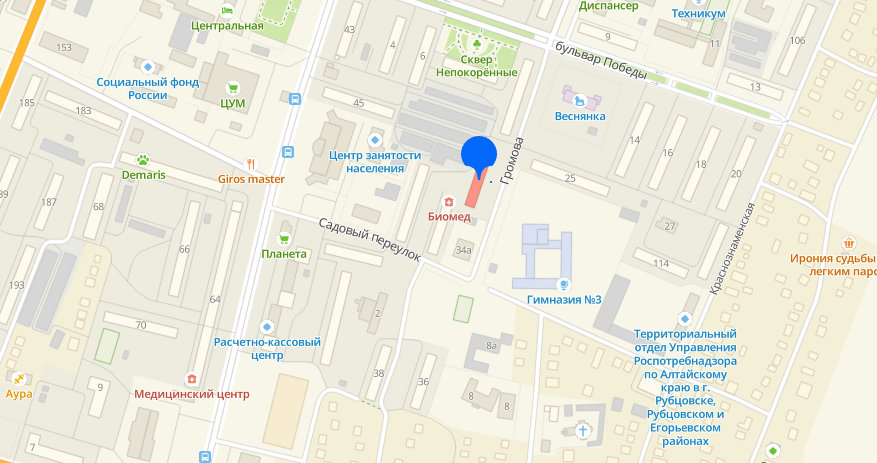 Диспансер
Центральная
Техникум
153
43
4
9
11
106
бульвар Победы
Сквер
Непокорённые
Социальный фонд
России
ЦУМ
6
13
185
183
45
Веснянка
14
16
18
20
Громова
Центр занятости
населения
Demaris
Giros master
25
68
Биомед
27
Краснознаменская
Садовый переулок
66
Планета
34а
114
Ирония судьбы
легким паро
193
64
Гимназия №3
2
70
Расчетно-кассовый
центр
8а
Территориальный
отдел Управления
Роспотребнадзора
по Алтайскому
краю в г.
Рубцовске,
Рубцовском и
Егорьевском
районах
38
36
Аура
9
Медицинский центр
8
8
7